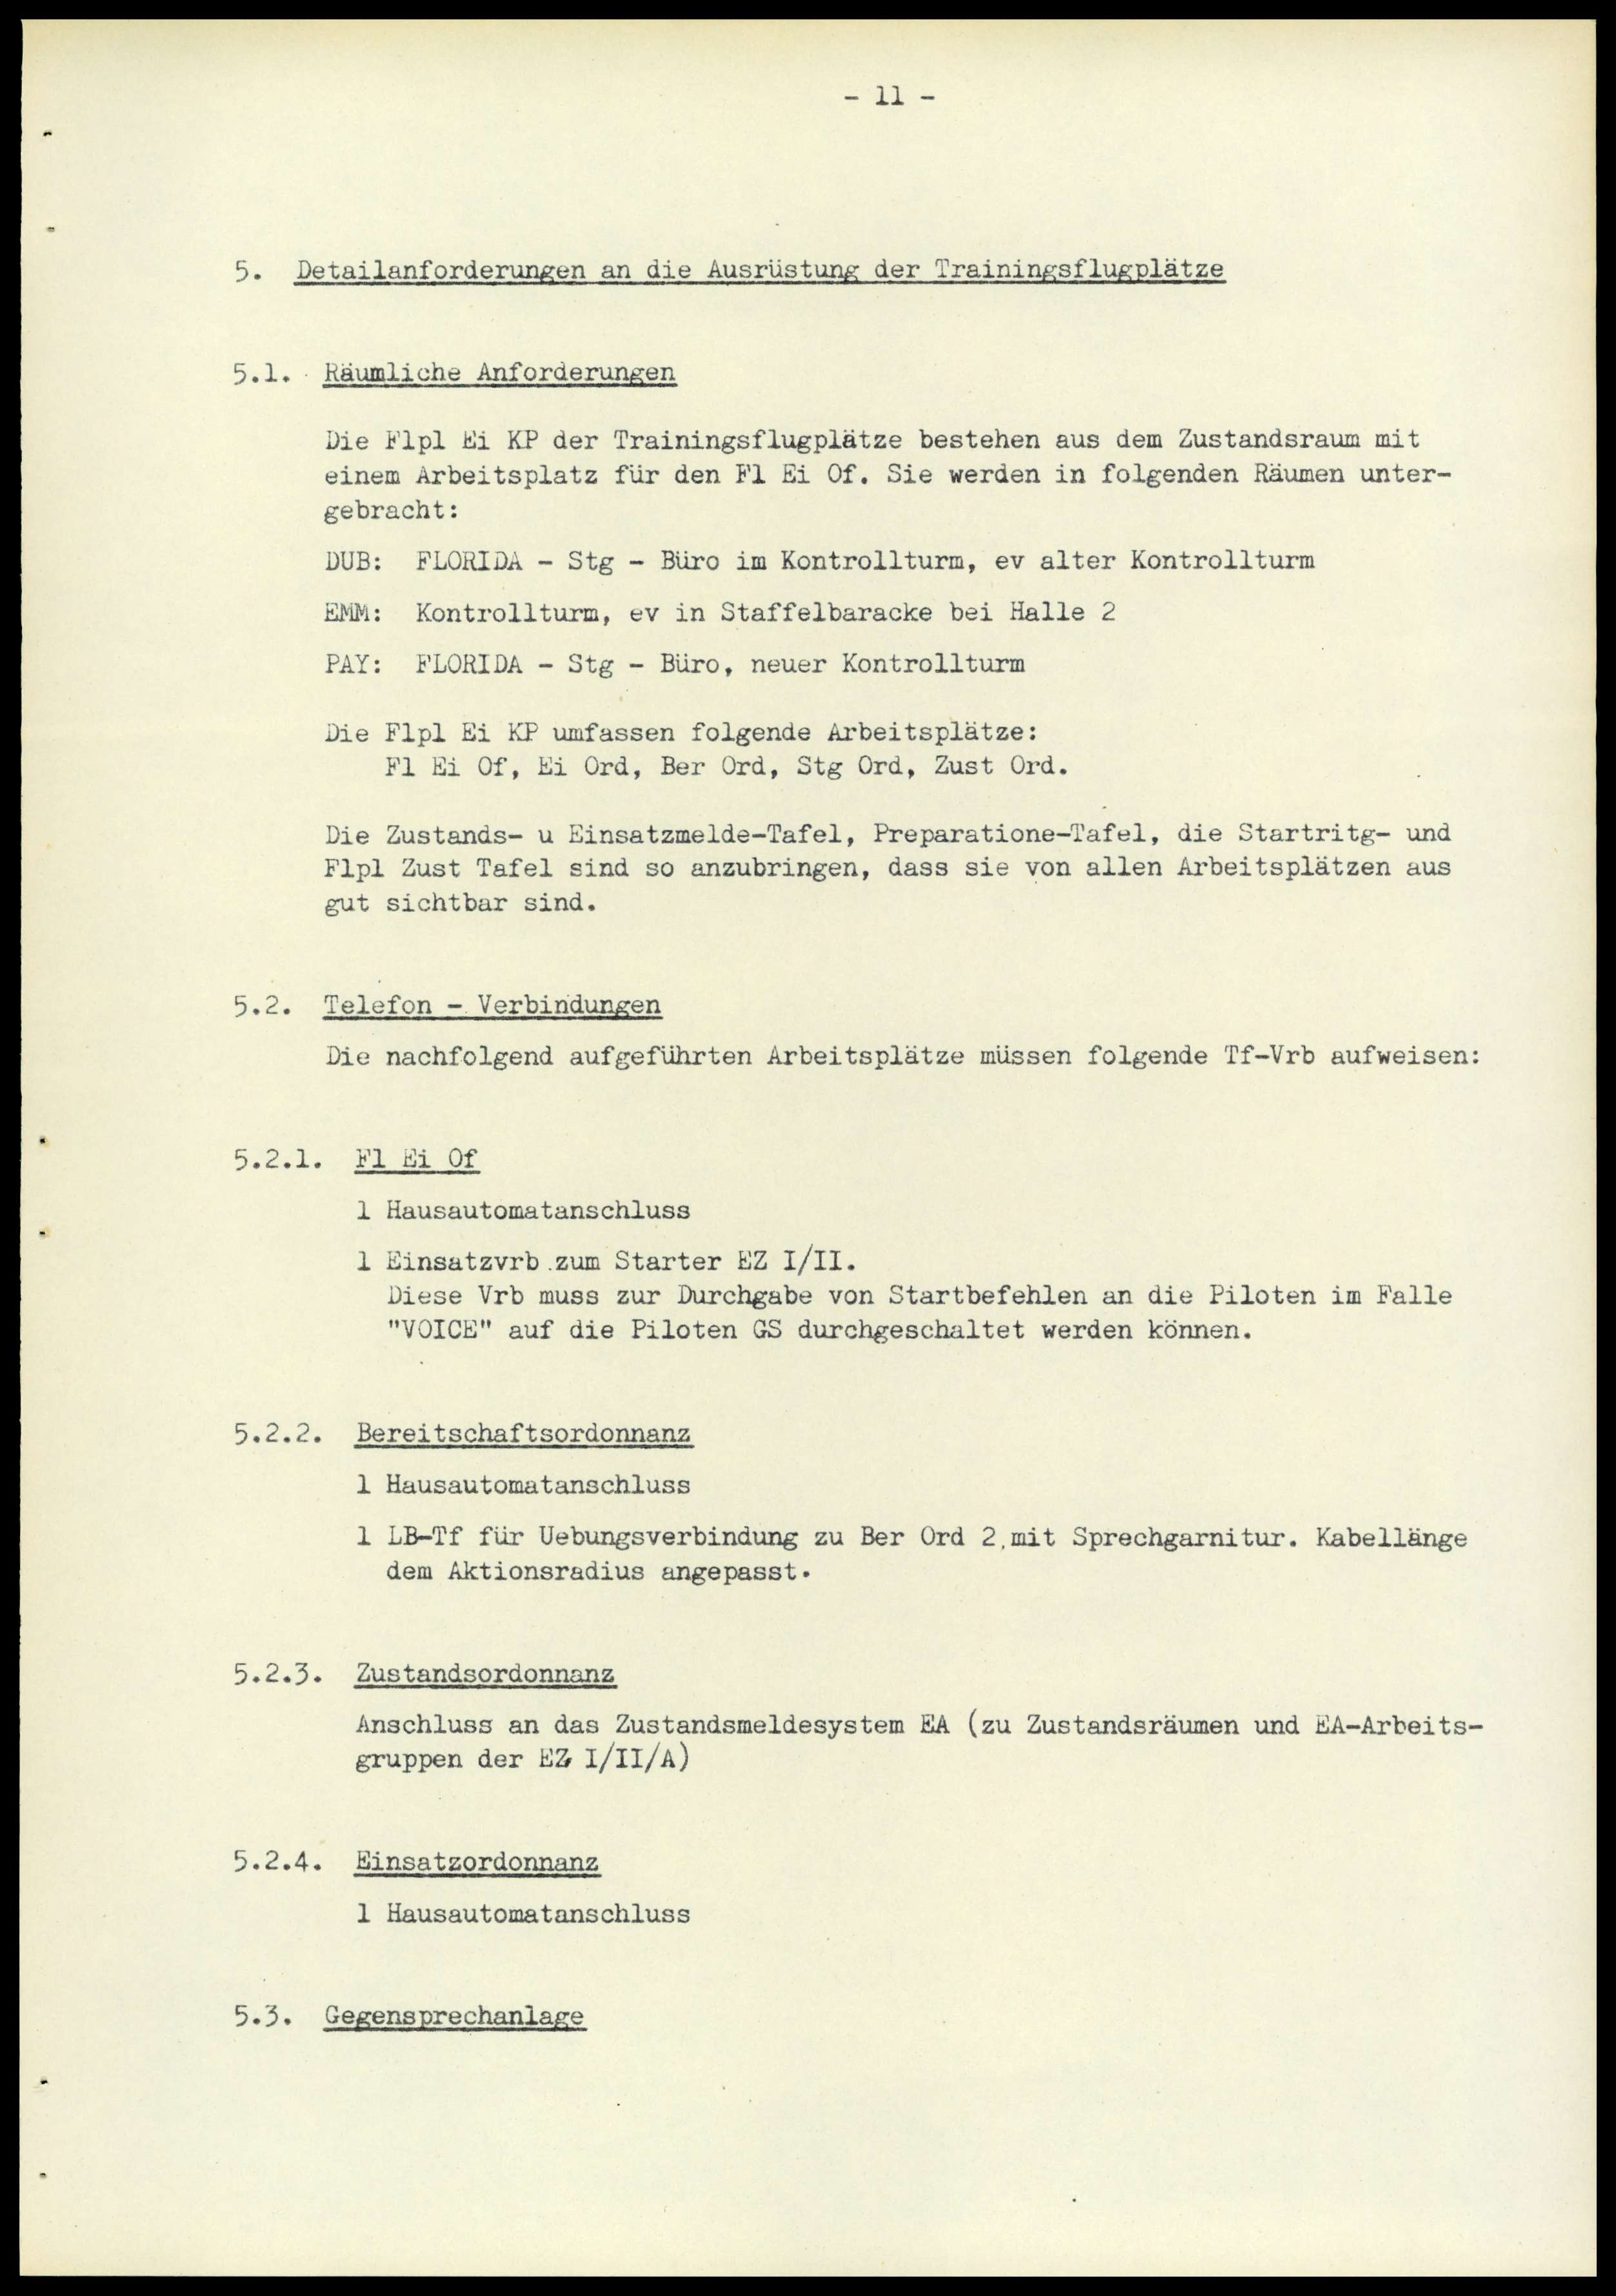 - 11 -
5. Detailanforderungen an die Ausrüstung der Trainingsflugplätze
5.1. Räumliche Anforderungen
Die Flpl Ei KP der Trainingsflugplätze bestehen aus dem Zustandsraum mit
einem Arbeitsplatz für den Fl Ei Of. Sie werden in folgenden Räumen unter-
gebracht:
DUB: FLORIDA - Stg - Büro im Kontrollturm, ev alter Kontrollturm
EMM: Kontrollturm, ev in Staffelbaracke bei Halle 2
PAY: FLORIDA - Stg - Büro, neuer Kontrollturm
Die Flpl Ei KP umfassen folgende Arbeitsplätze:
Fl Ei Of, Ei Ord, Ber Ord, Stg Ord, Zust Ord.
Die Zustands- u Einsatzmelde-Tafel, Preparatione-Tafel, die Startritg- und
Flpl Zust Tafel sind so anzubringen, dass sie von allen Arbeitsplätzen aus
gut sichtbar sind.
5.2. Telefon - Verbindungen
Die nachfolgend aufgeführten Arbeitsplätze müssen folgende Tf-Vrb aufweisen:
5.2.1. Fl Ei Of
1 Hausautomatanschluss
1 Einsatzvrb zum Starter EZ I/II.
Diese Vrb muss zur Durchgabe von Startbefehlen an die Piloten im Falle
"VOICE" auf die Piloten GS durchgeschaltet werden können.
5.2.2. Bereitschaftsordonnanz
1 Hausautomatanschluss
1 LB-Tf für Uebungsverbindung zu Ber Ord 2,mit Sprechgarnitur. Kabellänge
dem Aktionsradius angepasst.
5.2.3. Zustandsordonnanz
Anschluss an das Zustandsmeldesystem EA (zu Zustandsräumen und EA-Arbeits-
gruppen der EZ I/II/A)
5.2.4. Einsatzordonnanz
1 Hausautomatanschluss
5.3. Gegensprechanlage